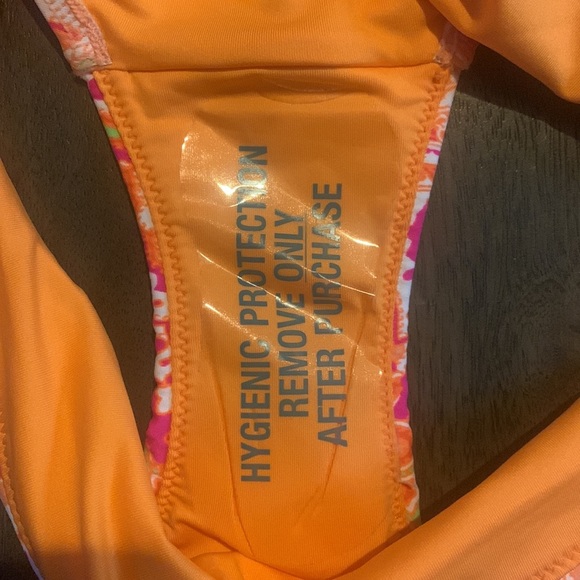 HYGIENIC PROTECTION
REMOVE ONLY
AFTER PURCHASE